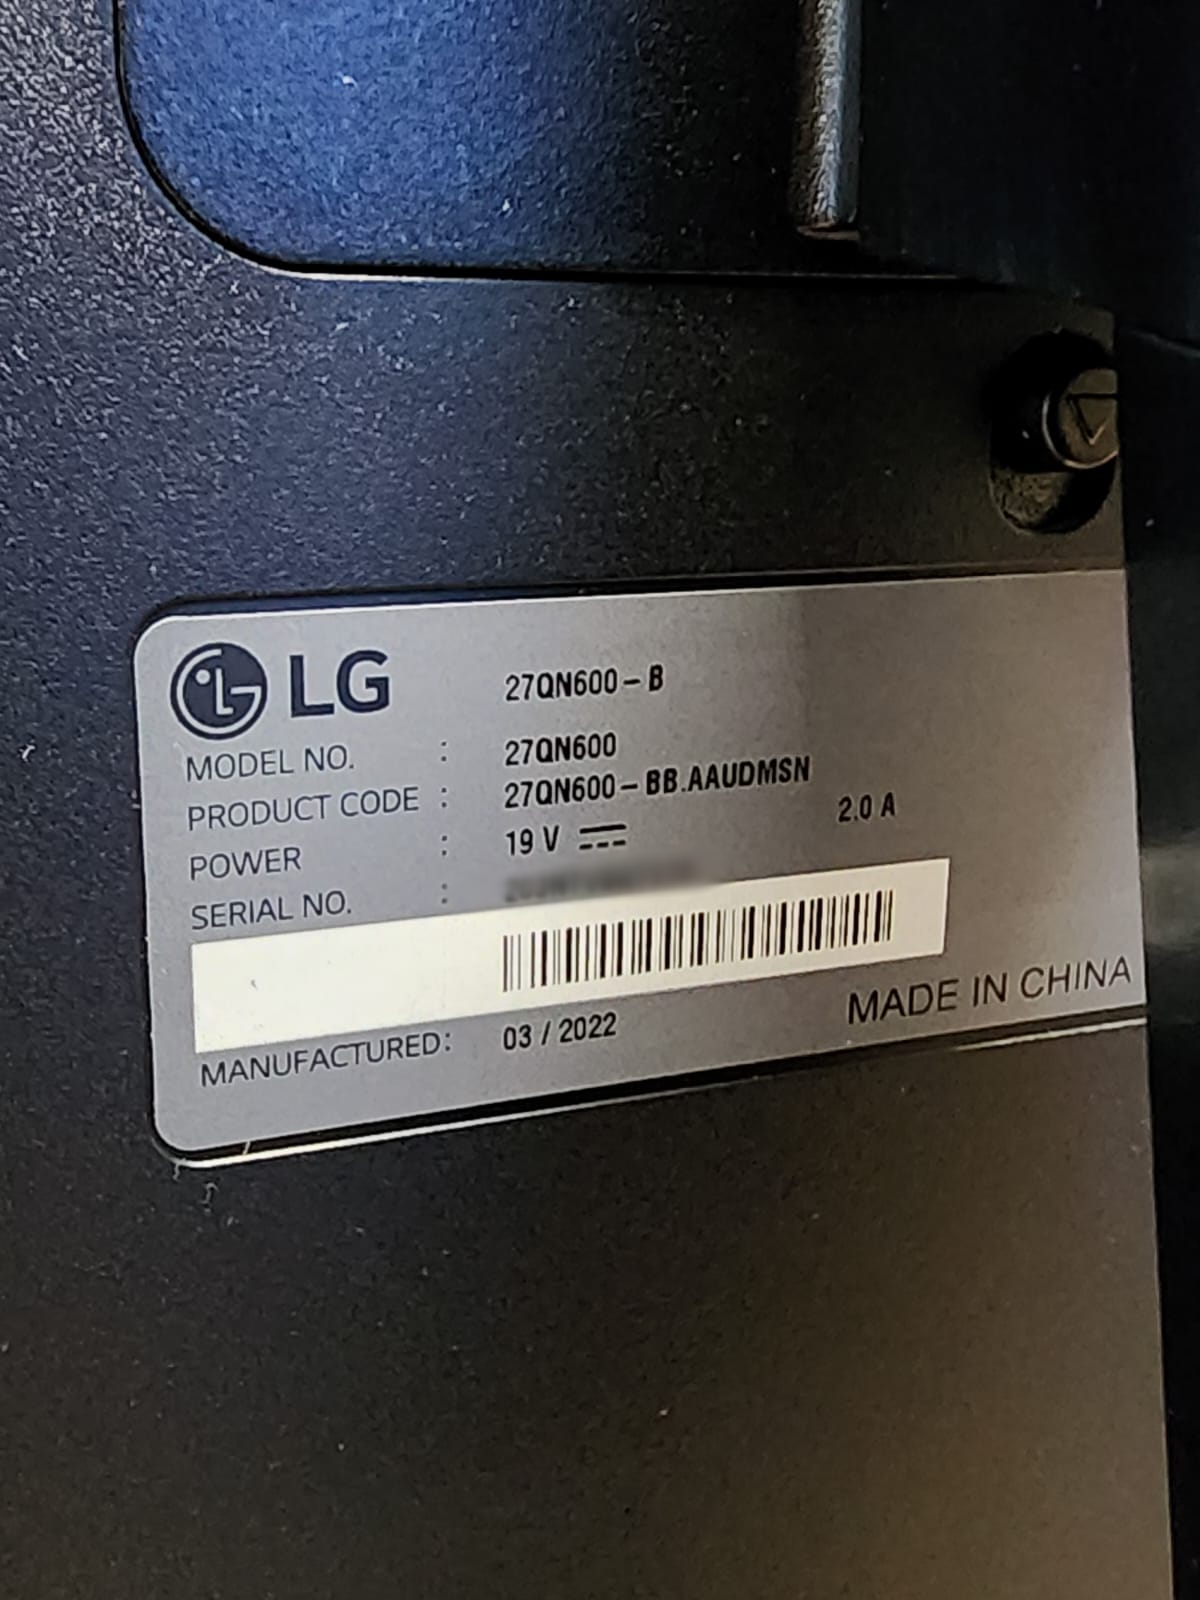 LG 27QN600-B
MODEL NO. : 27QN600
PRODUCT CODE : 27QN600-BB.AAUDMSN
POWER : 19 V ⎓ 2.0 A
SERIAL NO. :
MANUFACTURED: 03 / 2022
MADE IN CHINA